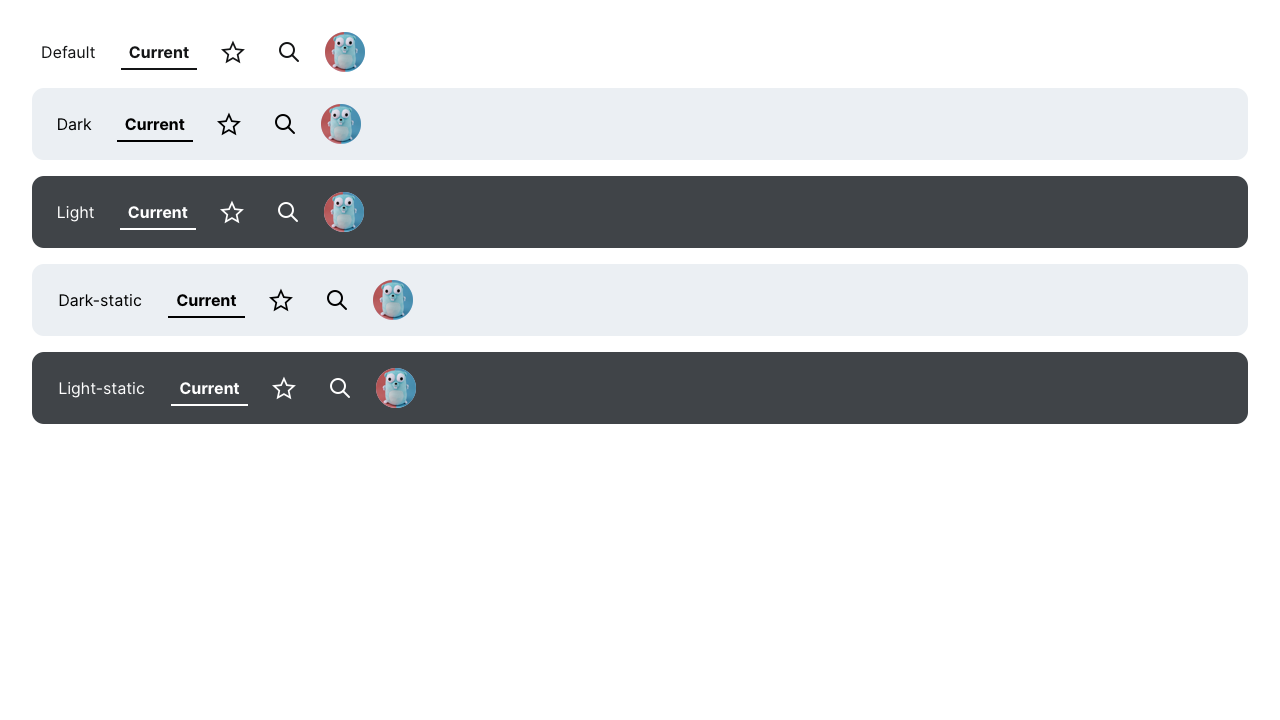 Default Current
Dark Current
Light Current
Dark-static Current
Light-static Current